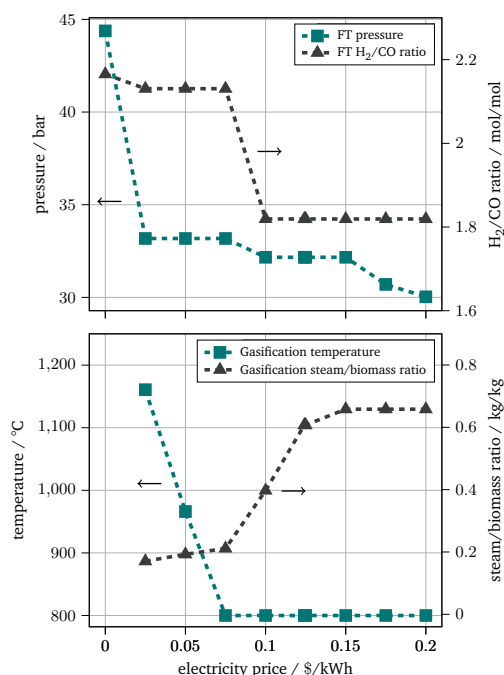 45
40
35
30
pressure / bar
FT pressure
FT H₂/CO ratio
2.2
2
1.8
1.6
H₂/CO ratio / mol/mol
1,200
1,100
1,000
900
800
temperature / °C
Gasification temperature
Gasification steam/biomass ratio
0.8
0.6
0.4
0.2
0
steam/biomass ratio / kg/kg
0 0.05 0.1 0.15 0.2
electricity price / $/kWh